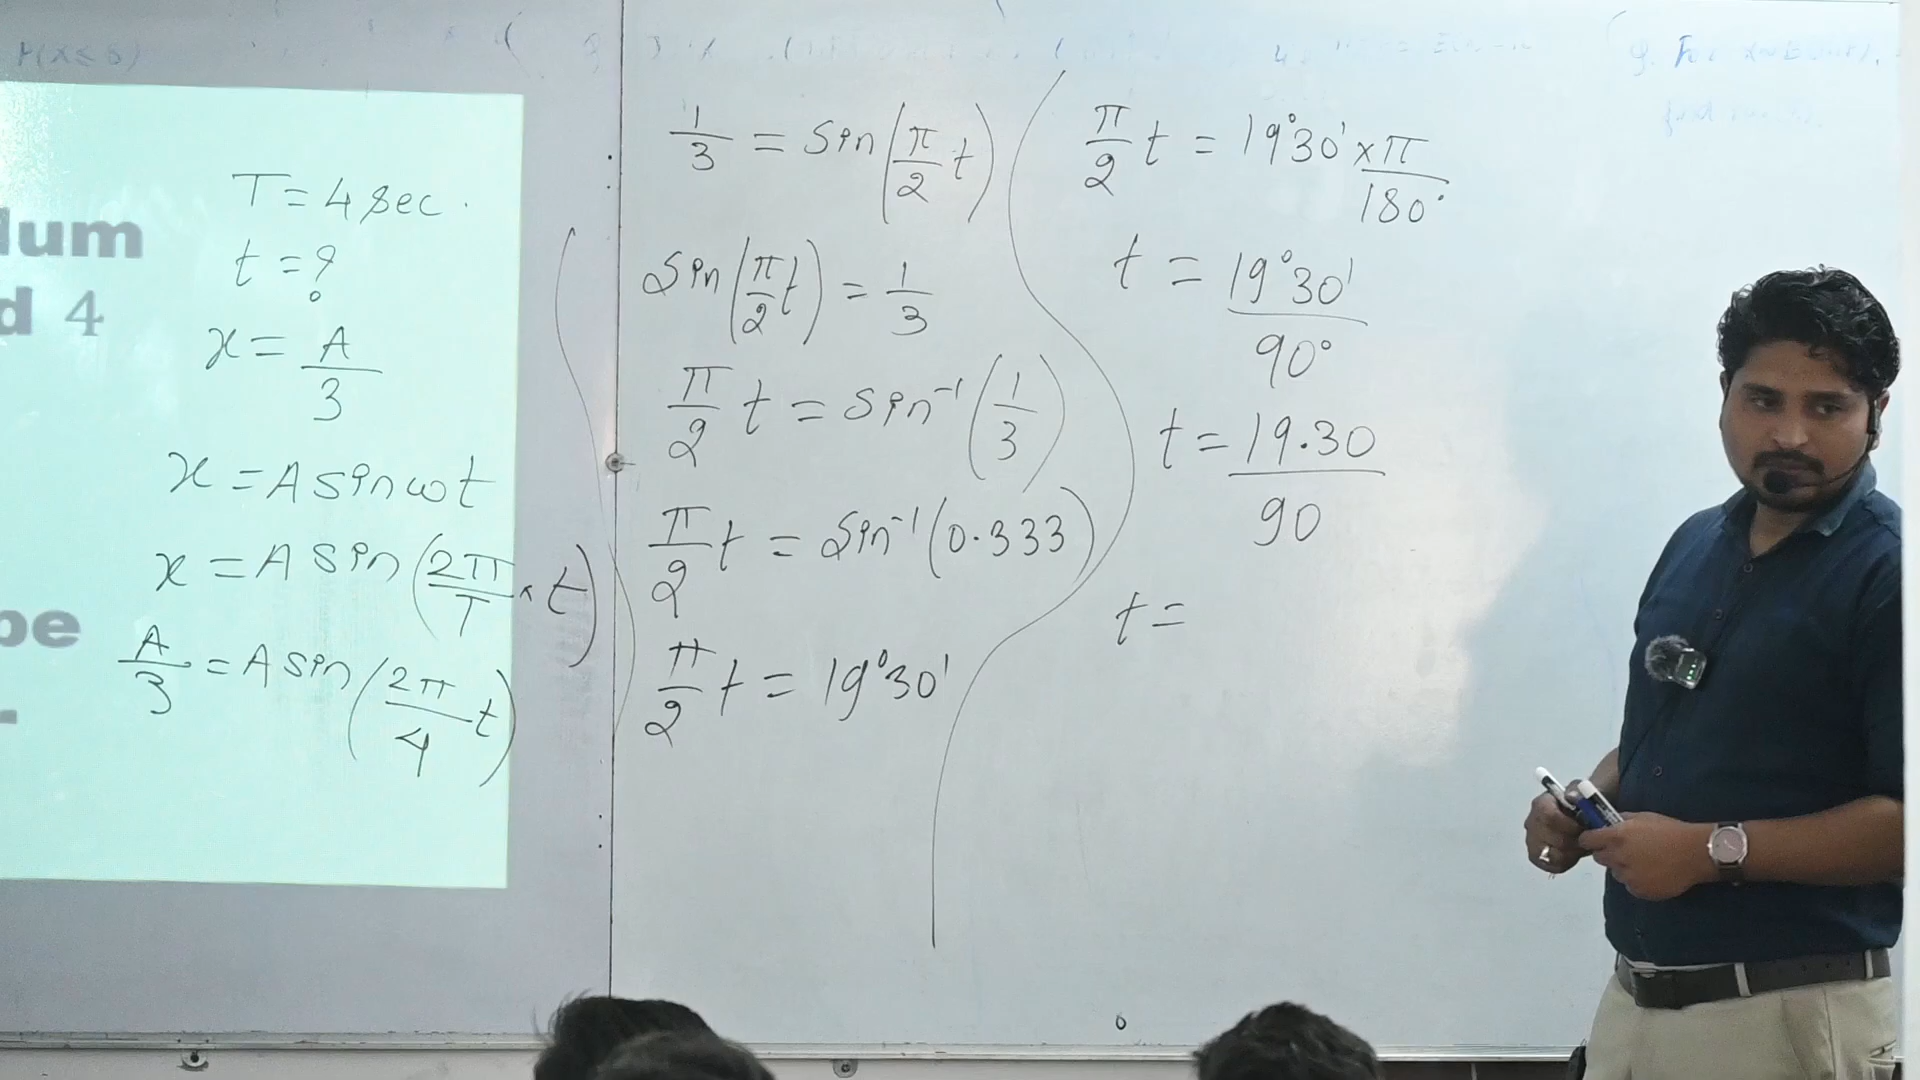 P(X≤8)
lum
d 4
be
T = 4 sec.
t = ?
x = A/3
x = A sin ωt
x = A sin (2π/T × t)
A/3 = A sin (2π/4 t)
1/3 = Sin (π/2 t)
Sin (π/2 t) = 1/3
π/2 t = Sin⁻¹ (1/3)
π/2 t = Sin⁻¹ (0.333)
π/2 t = 19°30'
π/2 t = 19°30' × π/180°
t = 19°30'/90°
t = 19.30/90
t =